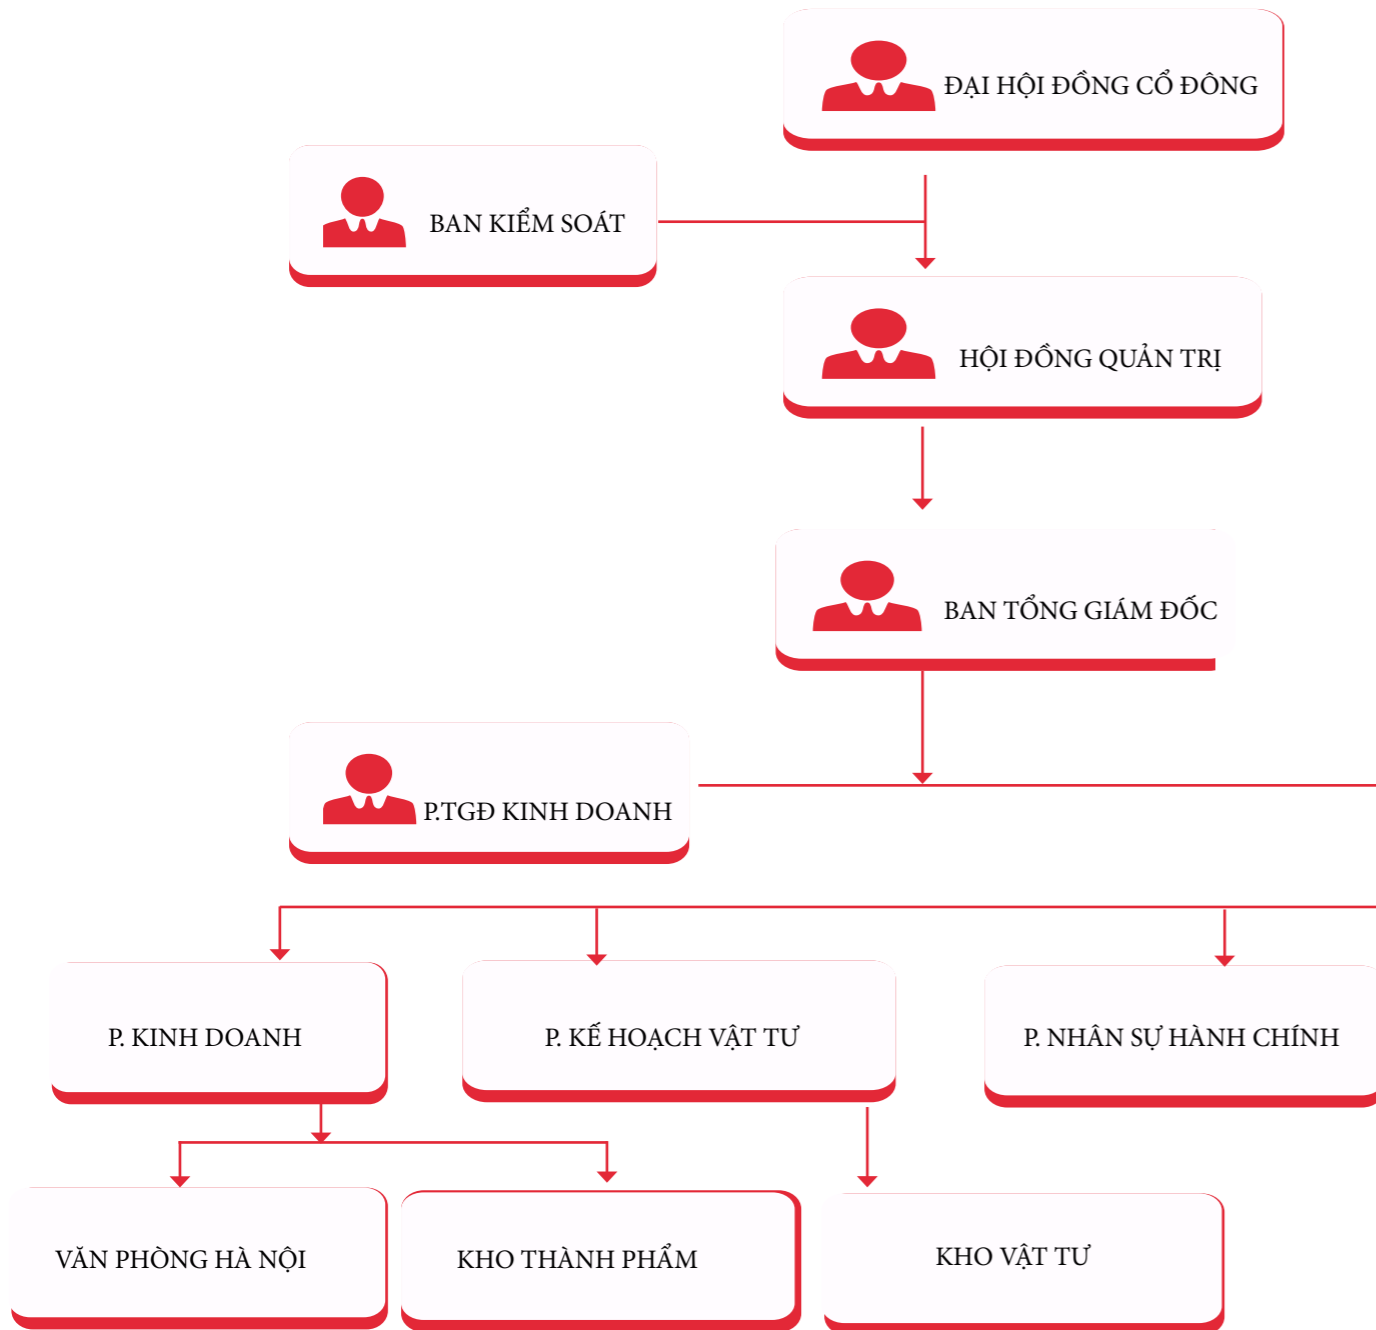 ĐẠI HỘI ĐỒNG CỔ ĐÔNG
BAN KIỂM SOÁT
HỘI ĐỒNG QUẢN TRỊ
BAN TỔNG GIÁM ĐỐC
P.TGĐ KINH DOANH
P. KINH DOANH
P. KẾ HOẠCH VẬT TƯ
P. NHÂN SỰ HÀNH CHÍNH
VĂN PHÒNG HÀ NỘI
KHO THÀNH PHẨM
KHO VẬT TƯ